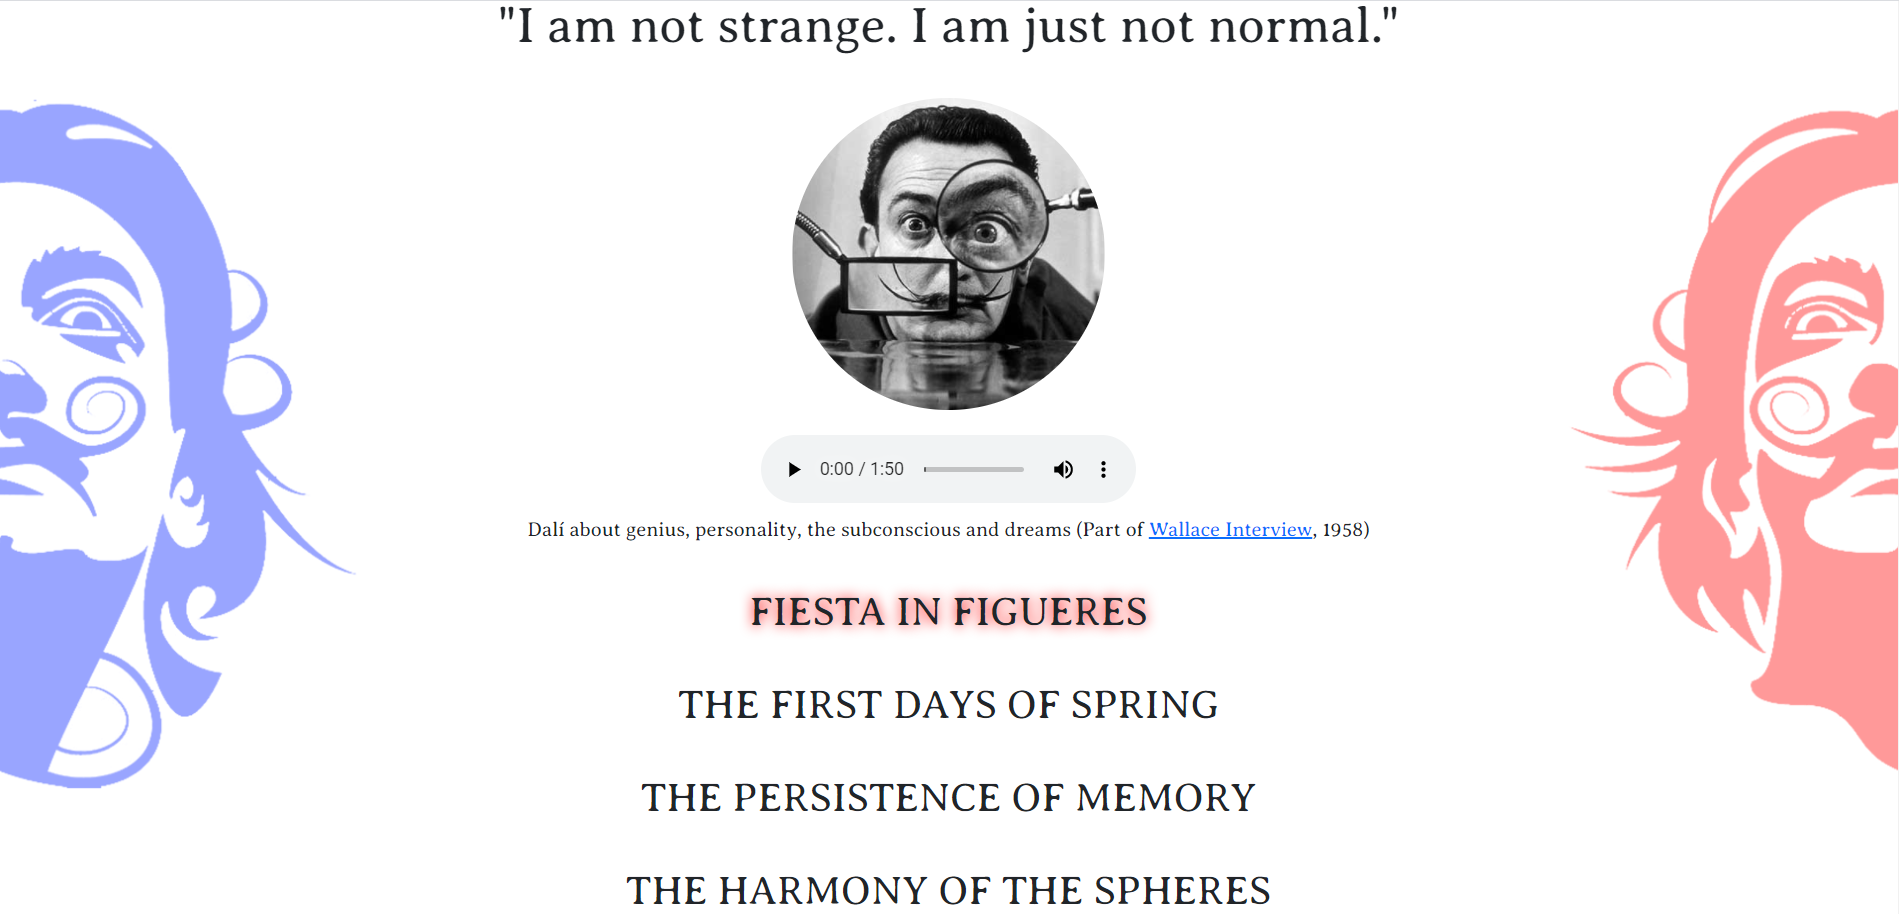 "I am not strange. I am just not normal."
0:00 / 1:50
Dalí about genius, personality, the subconscious and dreams (Part of Wallace Interview, 1958)
FIESTA IN FIGUERES
THE FIRST DAYS OF SPRING
THE PERSISTENCE OF MEMORY
THE HARMONY OF THE SPHERES